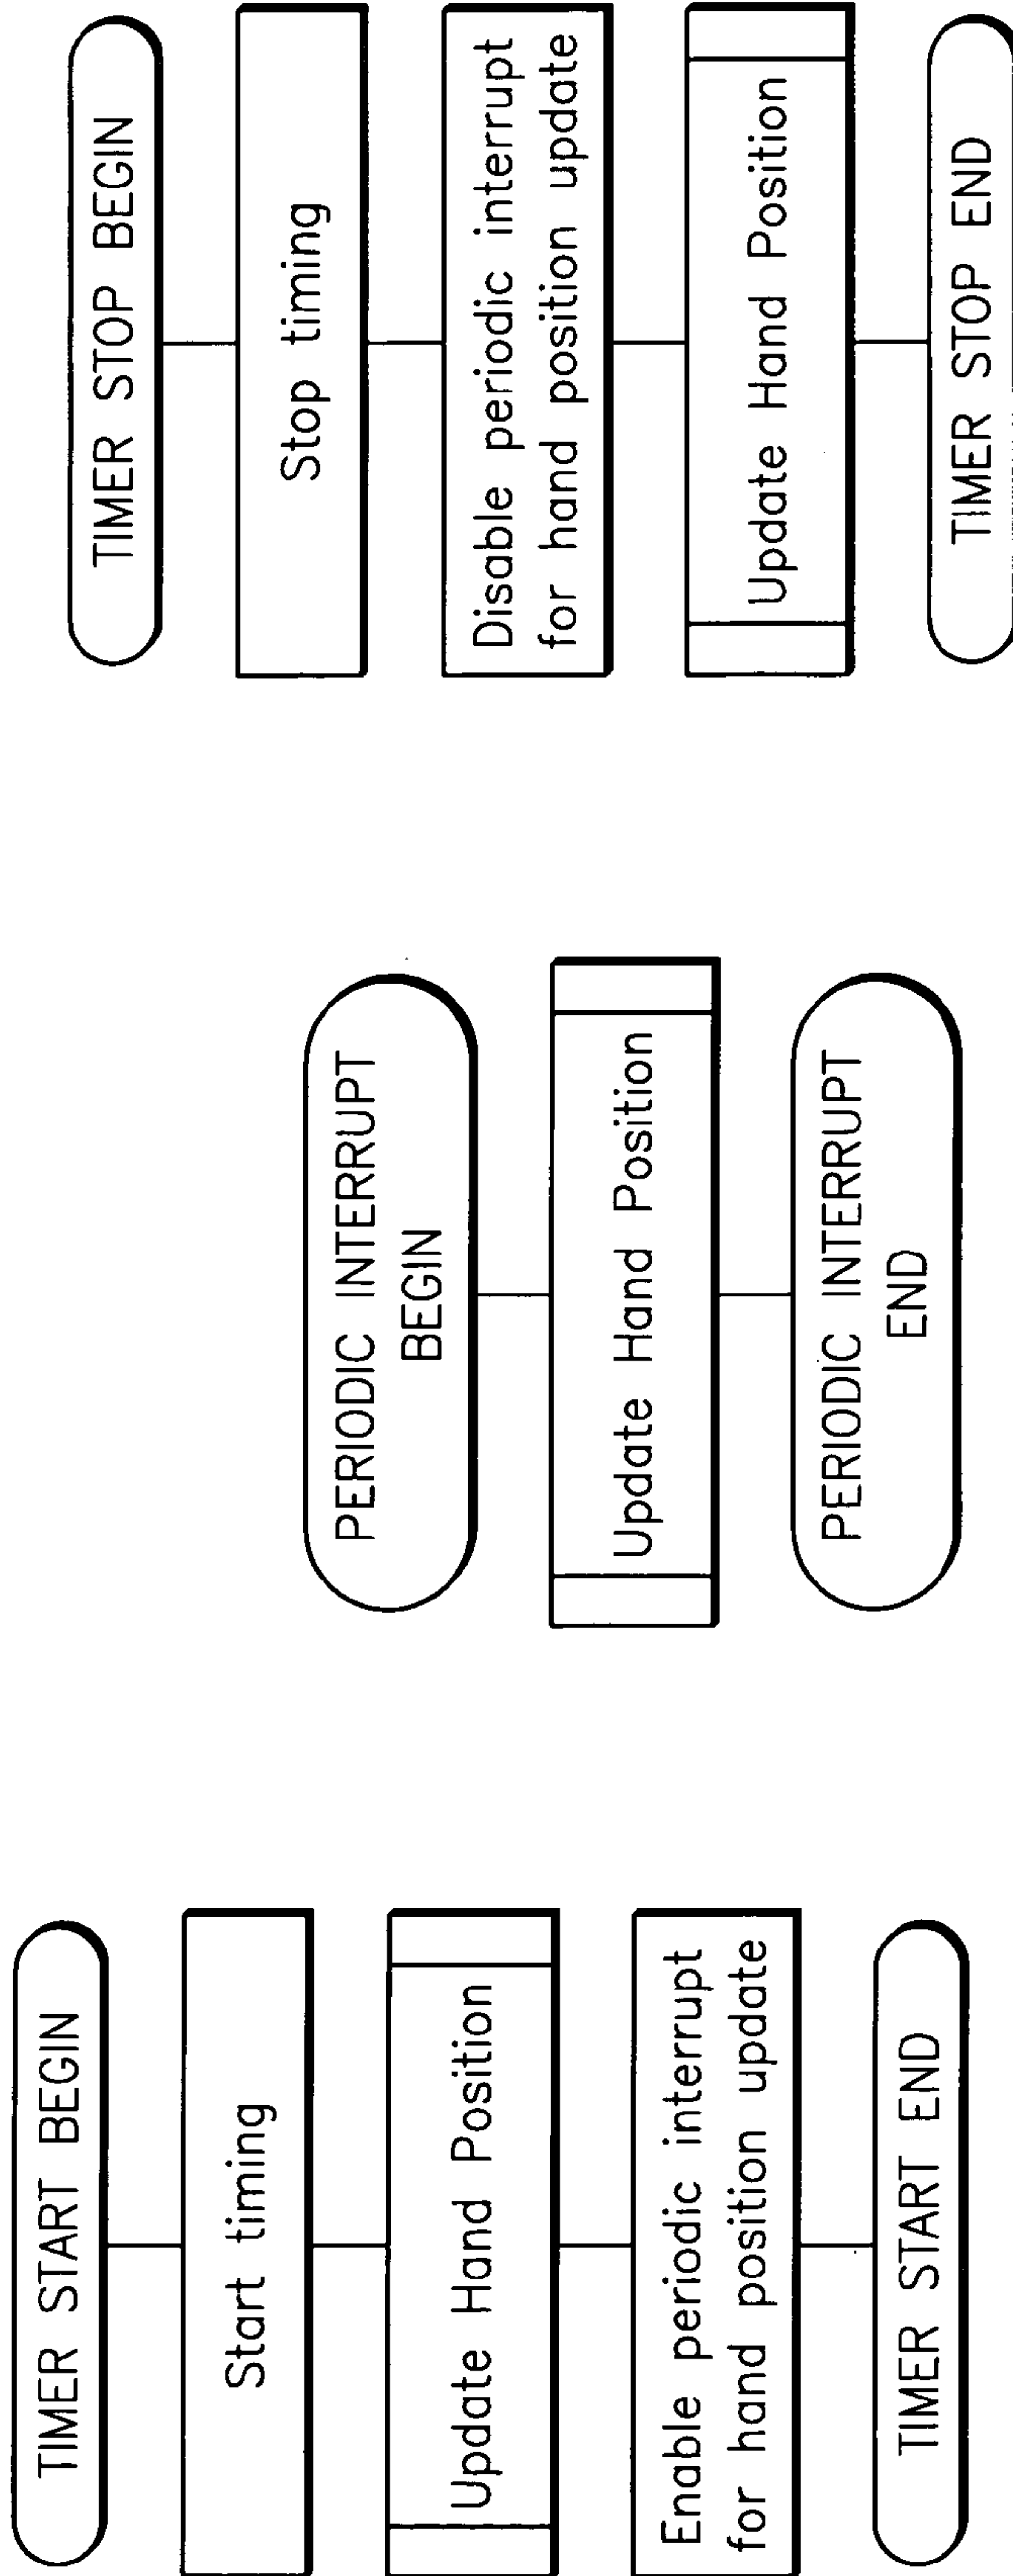 TIMER START BEGIN
Start timing
Update Hand Position
Enable periodic interrupt
for hand position update
TIMER START END
PERIODIC INTERRUPT
BEGIN
Update Hand Position
PERIODIC INTERRUPT
END
TIMER STOP BEGIN
Stop timing
Disable periodic interrupt
for hand position update
Update Hand Position
TIMER STOP END